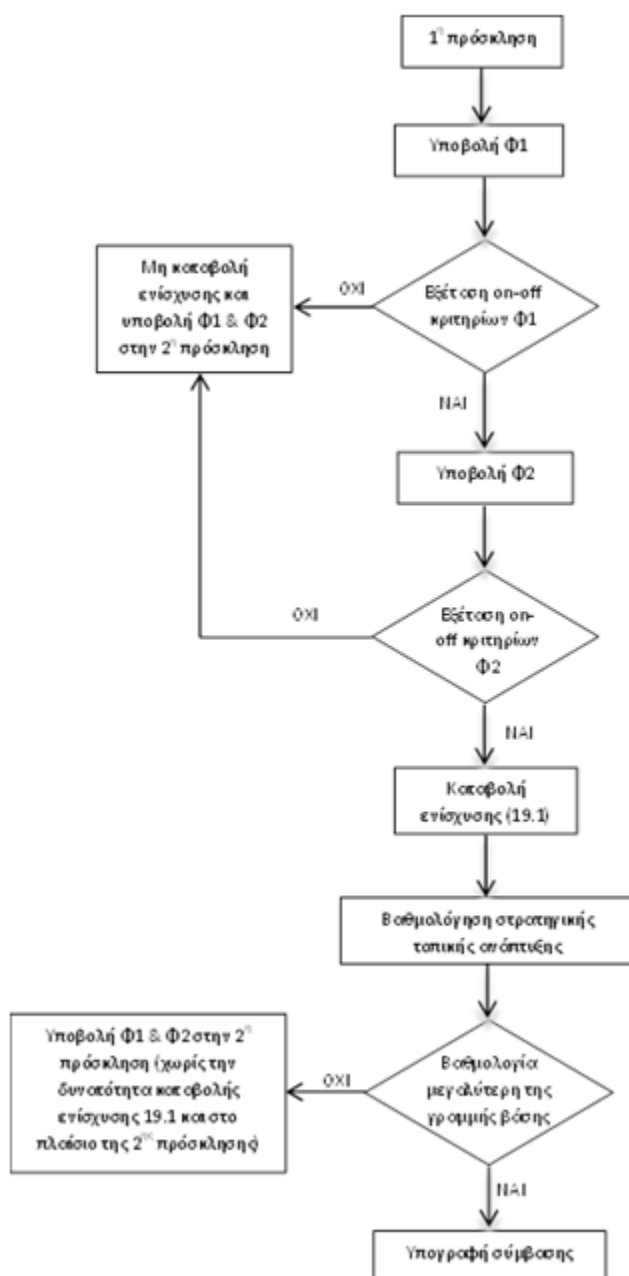 1η πρόσκληση
Υποβολή Φ1
Εξέταση on-off
κριτηρίων Φ1
ΟΧΙ
Μη καταβολή
ενίσχυσης και
υποβολή Φ1 & Φ2
στην 2η πρόσκληση
ΝΑΙ
Υποβολή Φ2
Εξέταση on-
off κριτηρίων
Φ2
ΟΧΙ
ΝΑΙ
Καταβολή
ενίσχυσης (19.1)
Βαθμολόγηση στρατηγικής
τοπικής ανάπτυξης
Βαθμολογία
μεγαλύτερη της
γραμμής βάσης
ΟΧΙ
Υποβολή Φ1 & Φ2 στην 2η
πρόσκληση (χωρίς την
δυνατότητα καταβολής
ενίσχυσης 19.1 και στο
πλαίσιο της 2ης πρόσκλησης)
ΝΑΙ
Υπογραφή σύμβασης